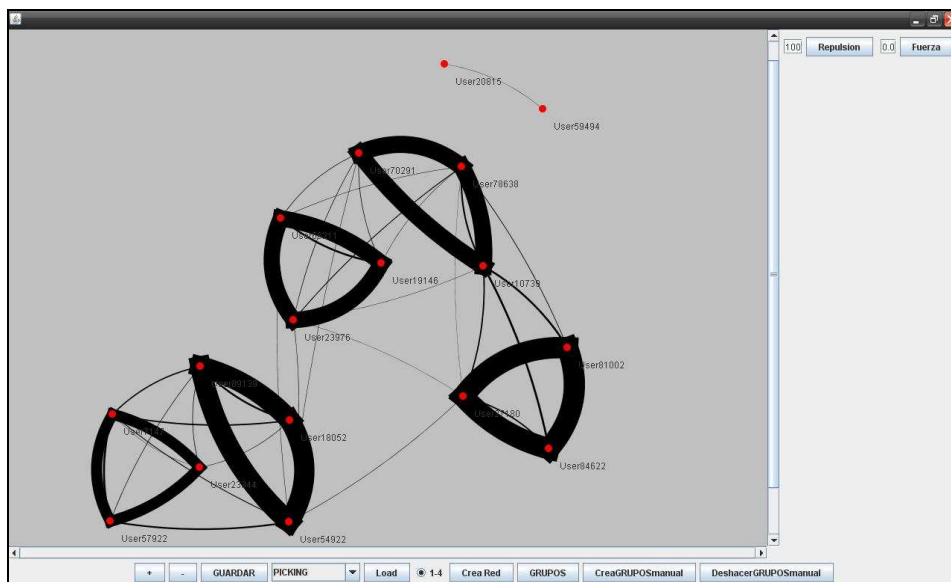 100 Repulsion 0.0 Fuerza
User20815
User59494
User70291
User78638
User19146
User10739
User23976
User81002
User18052
User84622
User57922
User54922
+ - GUARDAR PICKING Load 1-4 Crea Red GRUPOS CreaGRUPOSmanual DeshacerGRUPOSmanual